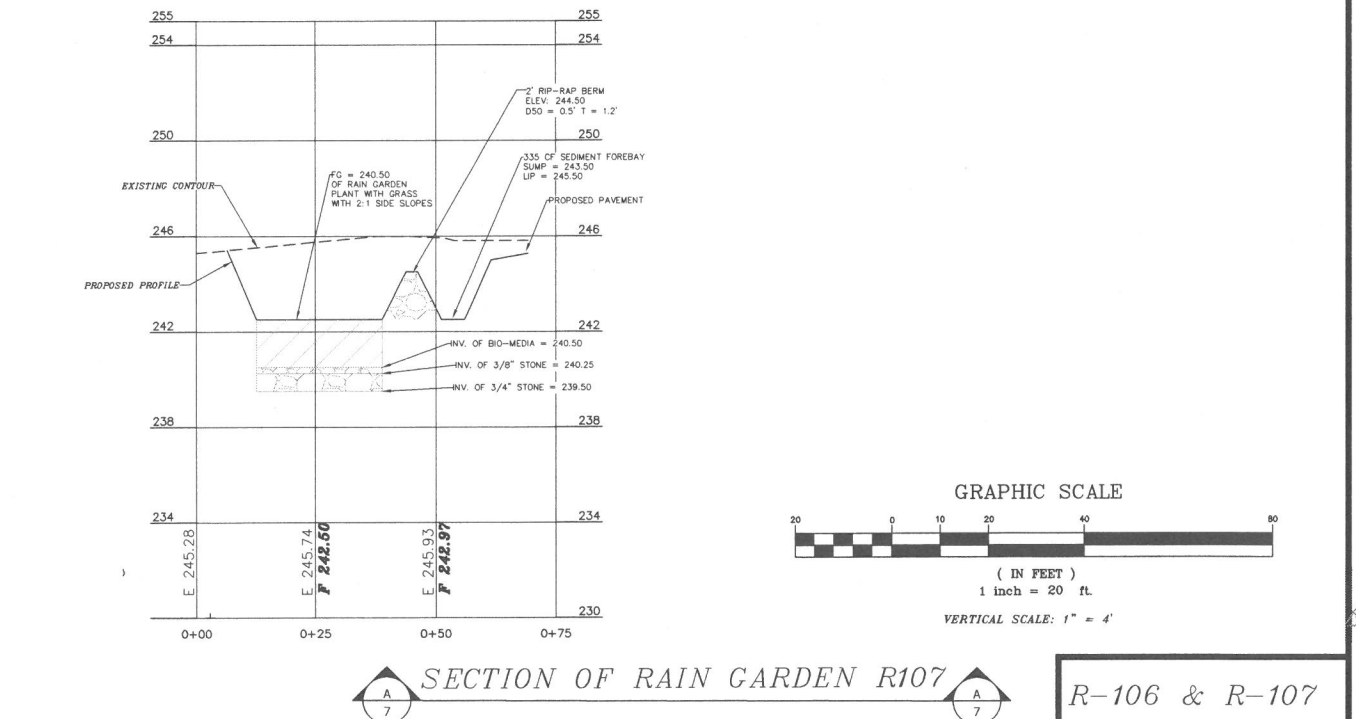 255
255
254
254
2' RIP-RAP BERM
ELEV: 244.50
D50 = 0.5' T = 1.2'
250
250
335 CF SEDIMENT FOREBAY
SUMP = 243.50
LIP = 245.50
FG = 240.50
OF RAIN GARDEN
PLANT WITH GRASS
WITH 2:1 SIDE SLOPES
EXISTING CONTOUR
PROPOSED PAVEMENT
246
246
PROPOSED PROFILE
242
242
INV. OF BIO-MEDIA = 240.50
INV. OF 3/8" STONE = 240.25
INV. OF 3/4" STONE = 239.50
238
238
234
234
E 245.28
E 245.74
F 242.50
E 245.93
F 242.97
230
0+00
0+25
0+50
0+75
GRAPHIC SCALE
20
0
10
20
40
80
( IN FEET )
1 inch = 20 ft.
VERTICAL SCALE: 1" = 4'
A
7
SECTION OF RAIN GARDEN R107
A
7
R-106 & R-107